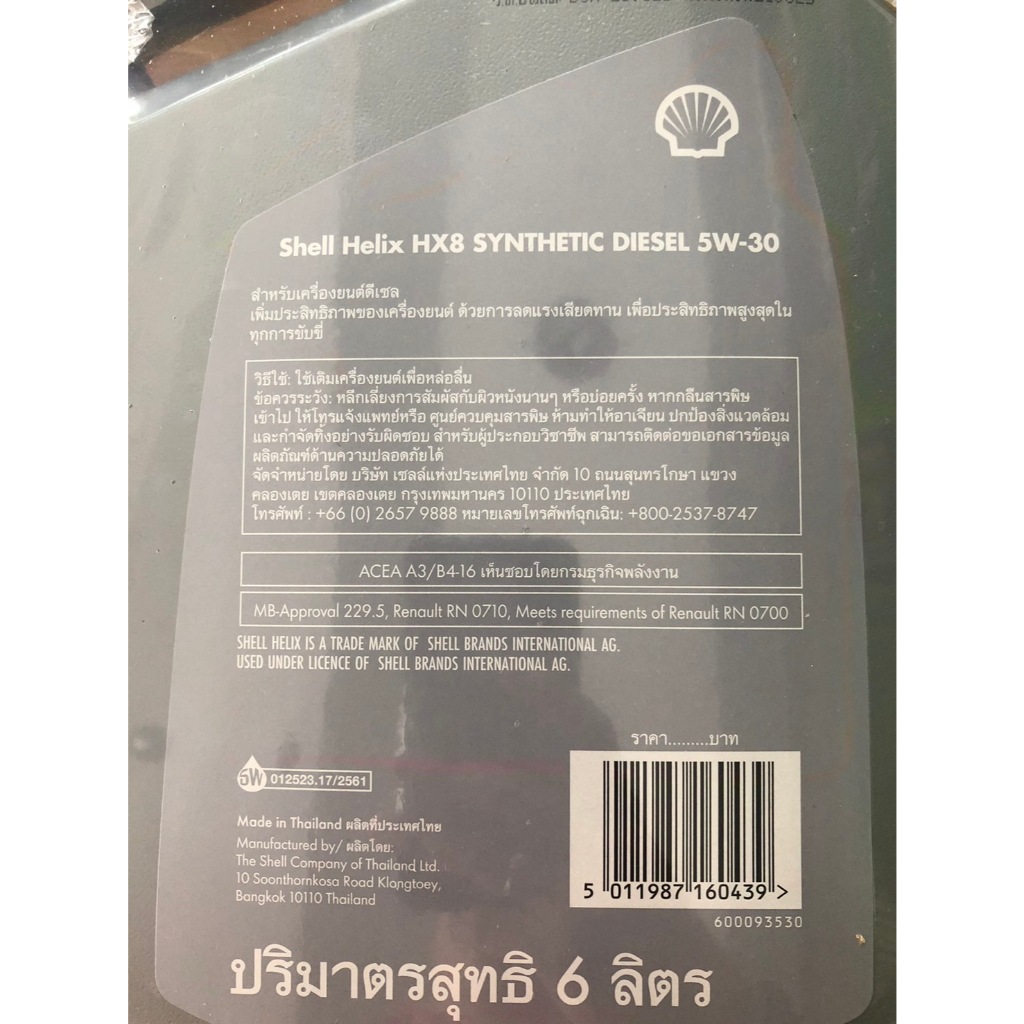 Shell Helix HX8 SYNTHETIC DIESEL 5W-30
สำหรับเครื่องยนต์ดีเซล
เพิ่มประสิทธิภาพของเครื่องยนต์ ด้วยการลดแรงเสียดทาน เพื่อประสิทธิภาพสูงสุดใน
ทุกการขับขี่
วิธีใช้: ใช้เติมเครื่องยนต์เพื่อหล่อลื่น
ข้อควรระวัง: หลีกเลี่ยงการสัมผัสกับผิวหนังนานๆ หรือบ่อยครั้ง หากกลืนสารพิษ
เข้าไป ให้โทรแจ้งแพทย์หรือ ศูนย์ควบคุมสารพิษ ห้ามทำให้อาเจียน ปกป้องสิ่งแวดล้อม
และกำจัดทิ้งอย่างรับผิดชอบ สำหรับผู้ประกอบวิชาชีพ สามารถติดต่อขอเอกสารข้อมูล
ผลิตภัณฑ์ด้านความปลอดภัยได้
จัดจำหน่ายโดย บริษัท เชลล์แห่งประเทศไทย จำกัด 10 ถนนสุนทรโกษา แขวง
คลองเตย เขตคลองเตย กรุงเทพมหานคร 10110 ประเทศไทย
โทรศัพท์ : +66 (0) 2657 9888 หมายเลขโทรศัพท์ฉุกเฉิน: +800-2537-8747
ACEA A3/B4-16 เห็นชอบโดยกรมธุรกิจพลังงาน
MB-Approval 229.5, Renault RN 0710, Meets requirements of Renault RN 0700
SHELL HELIX IS A TRADE MARK OF SHELL BRANDS INTERNATIONAL AG.
USED UNDER LICENCE OF SHELL BRANDS INTERNATIONAL AG.
ราคา.........บาท
ธพ 012523.17/2561
Made in Thailand ผลิตที่ประเทศไทย
Manufactured by/ ผลิตโดย:
The Shell Company of Thailand Ltd.
10 Soonthornkosa Road Klongtoey,
Bangkok 10110 Thailand
5 011987 160439 >
600093530
ปริมาตรสุทธิ 6 ลิตร